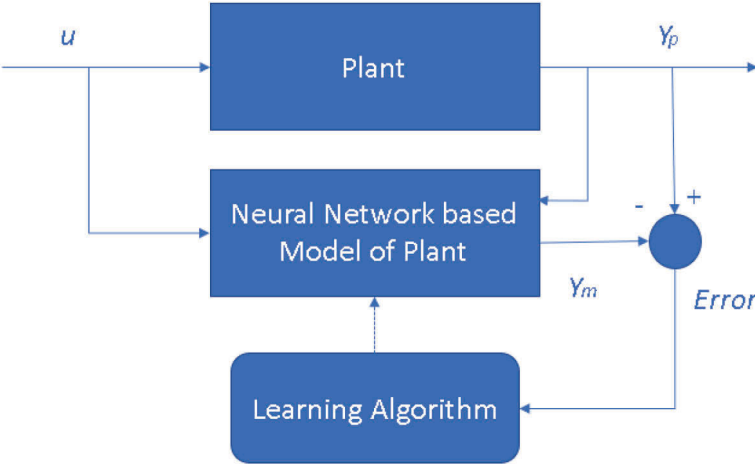 u
Yp
Plant
- +
Neural Network based
Model of Plant
Ym
Error
Learning Algorithm